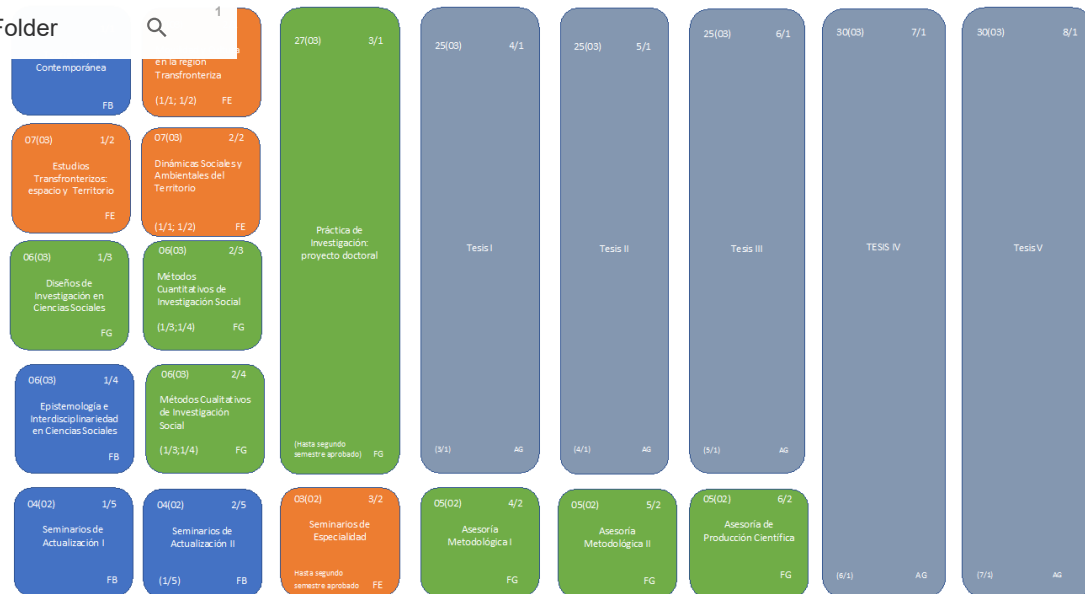 Folder
1
Contemporánea
FB
en la región
Transfronteriza
(1/1; 1/2) FE
07(03) 1/2
Estudios
Transfronterizos:
espacio y Territorio
FE
07(03) 2/2
Dinámicas Sociales y
Ambientales del
Territorio
(1/1; 1/2) FE
06(03) 1/3
Diseños de
Investigación en
Ciencias Sociales
FG
06(03) 2/3
Métodos
Cuantitativos de
Investigación Social
(1/3;1/4) FG
06(03) 1/4
Epistemología e
Interdisciplinariedad
en Ciencias Sociales
FB
06(03) 2/4
Métodos Cualitativos
de Investigación
Social
(1/3;1/4) FG
04(02) 1/5
Seminarios de
Actualización I
FB
04(02) 2/5
Seminarios de
Actualización II
(1/5) FB
27(03) 3/1
Práctica de
Investigación:
proyecto doctoral
(Hasta segundo
semestre aprobado) FG
03(02) 3/2
Seminarios de
Especialidad
Hasta segundo
semestre aprobado FE
25(03) 4/1
Tesis I
(3/1) AG
05(02) 4/2
Asesoría
Metodológica I
FG
25(03) 5/1
Tesis II
(4/1) AG
05(02) 5/2
Asesoría
Metodológica II
FG
25(03) 6/1
Tesis III
(5/1) AG
05(02) 6/2
Asesoría de
Producción Científica
FG
30(03) 7/1
TESIS IV
(6/1) AG
30(03) 8/1
Tesis V
(7/1) AG